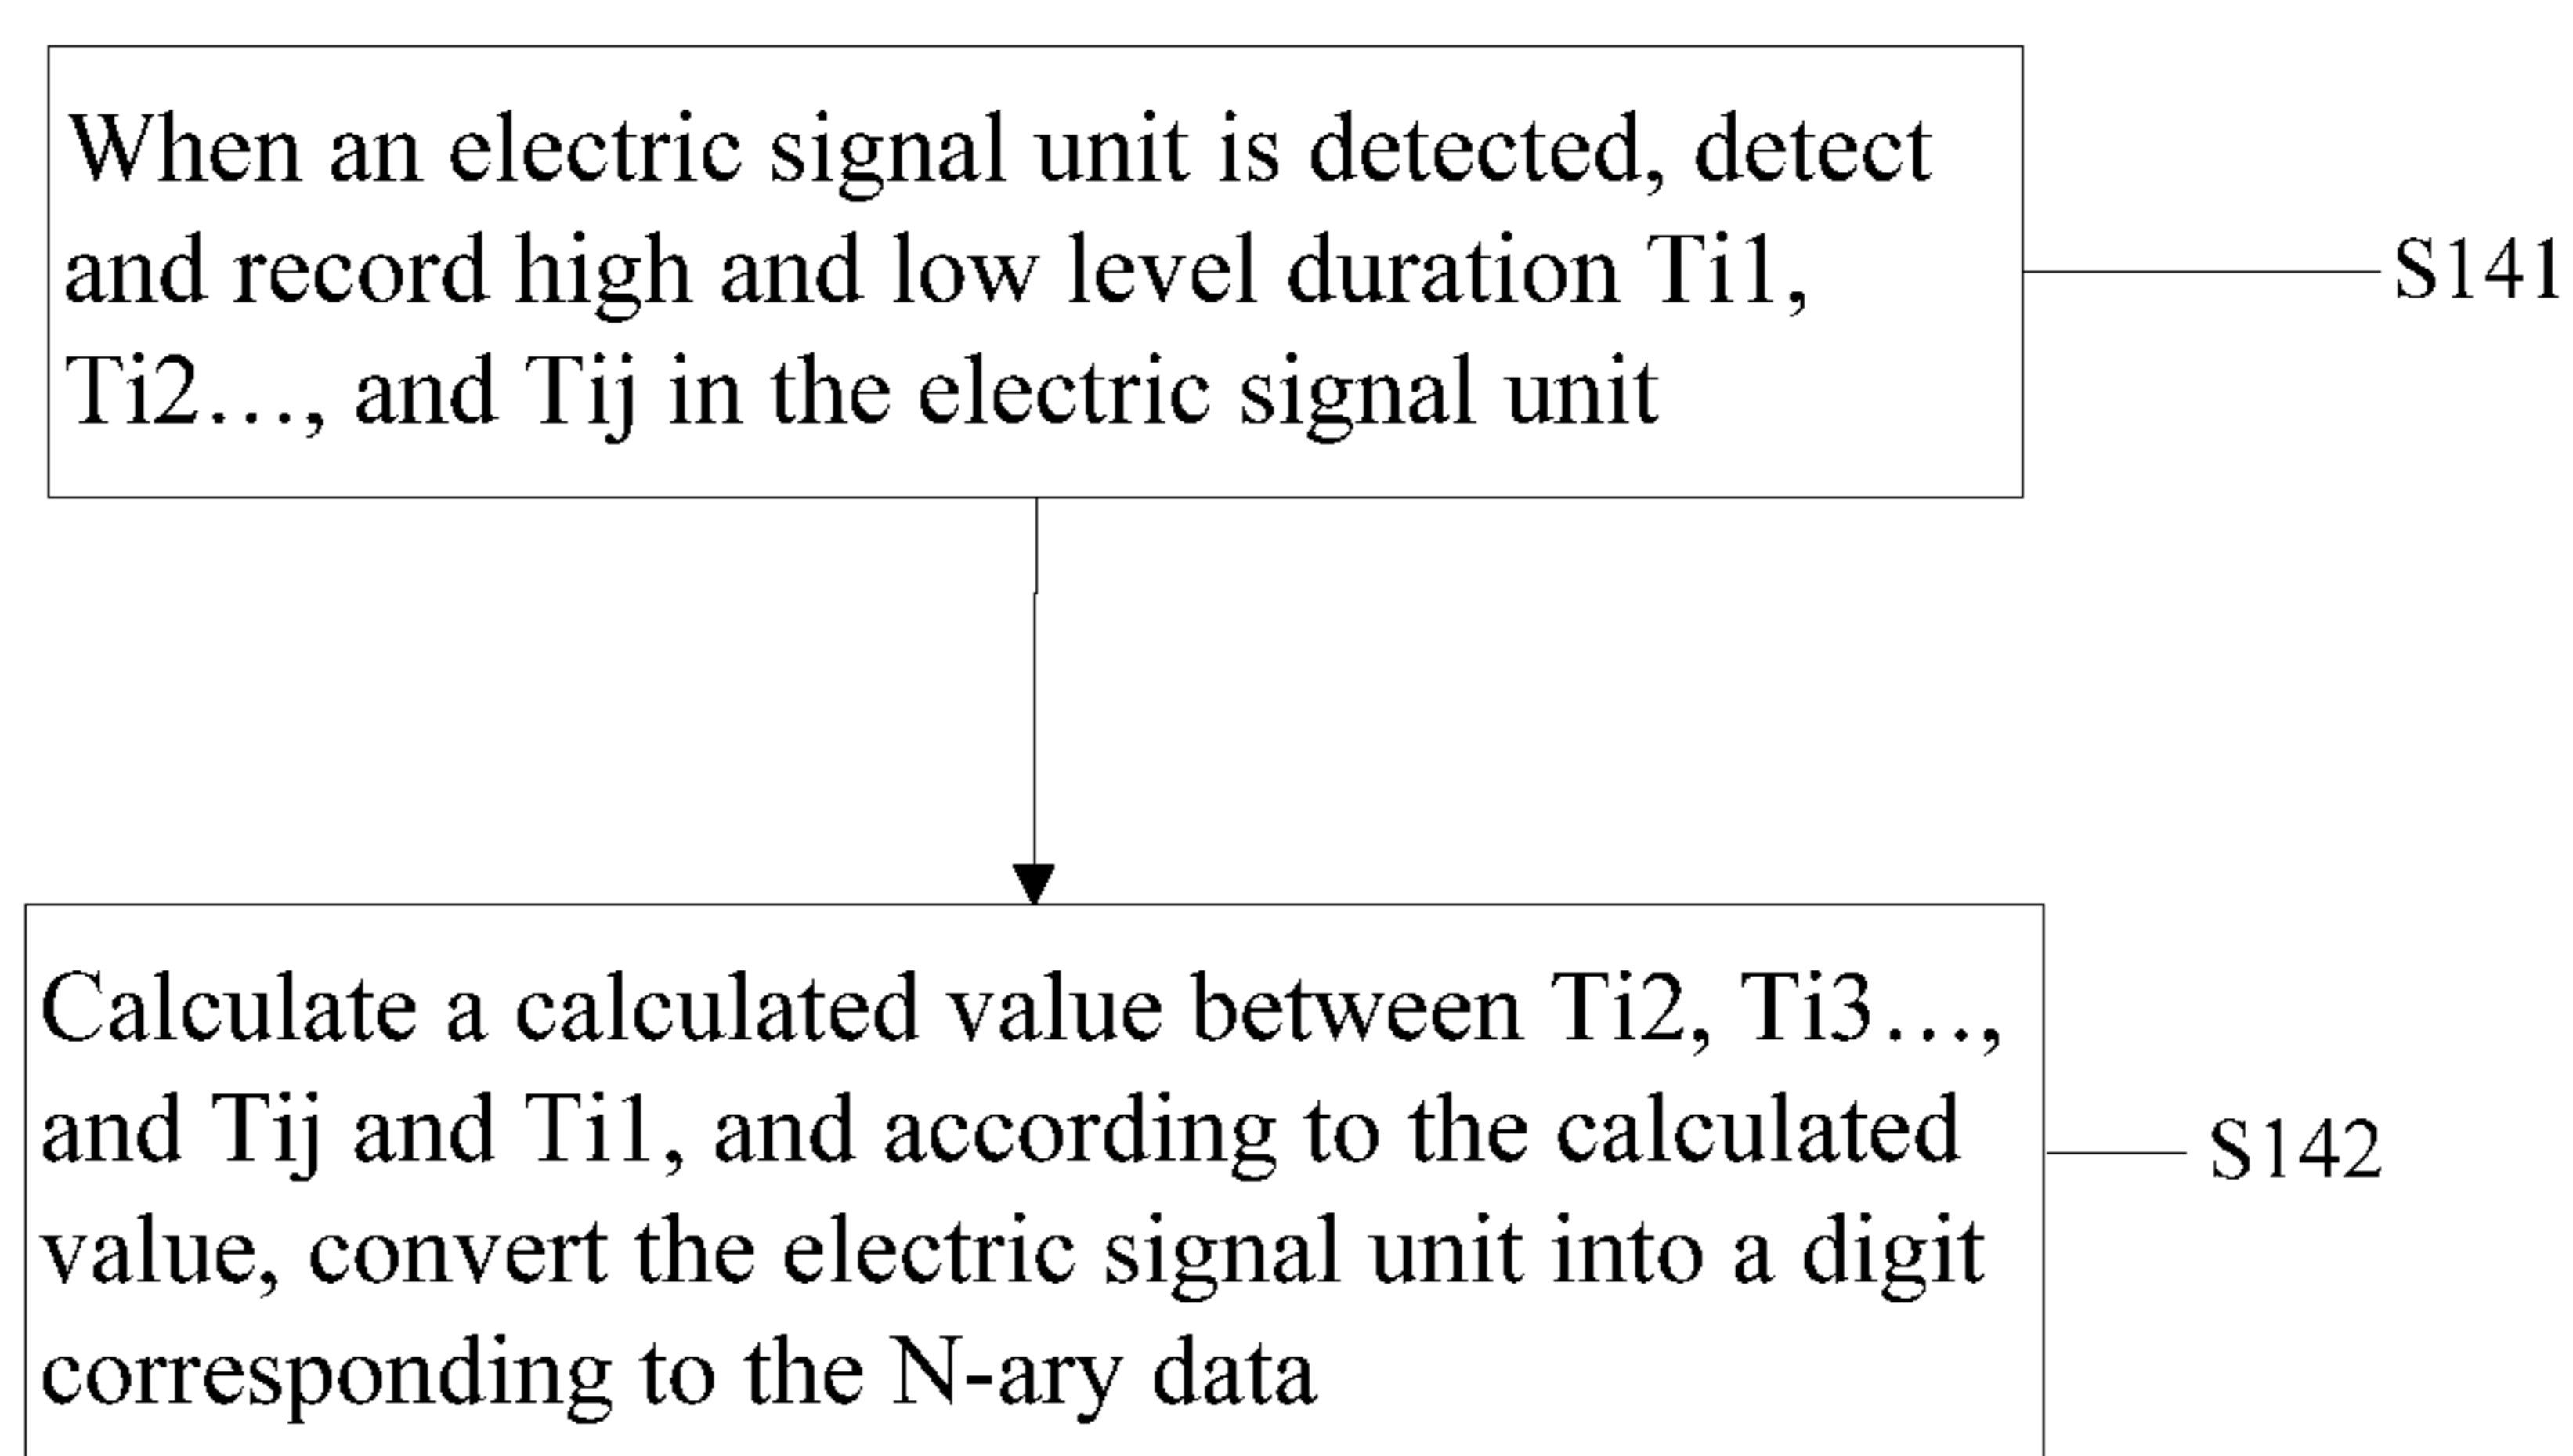 When an electric signal unit is detected, detect
and record high and low level duration Ti1,
Ti2…, and Tij in the electric signal unit
S141
Calculate a calculated value between Ti2, Ti3…,
and Tij and Ti1, and according to the calculated
value, convert the electric signal unit into a digit
corresponding to the N-ary data
S142